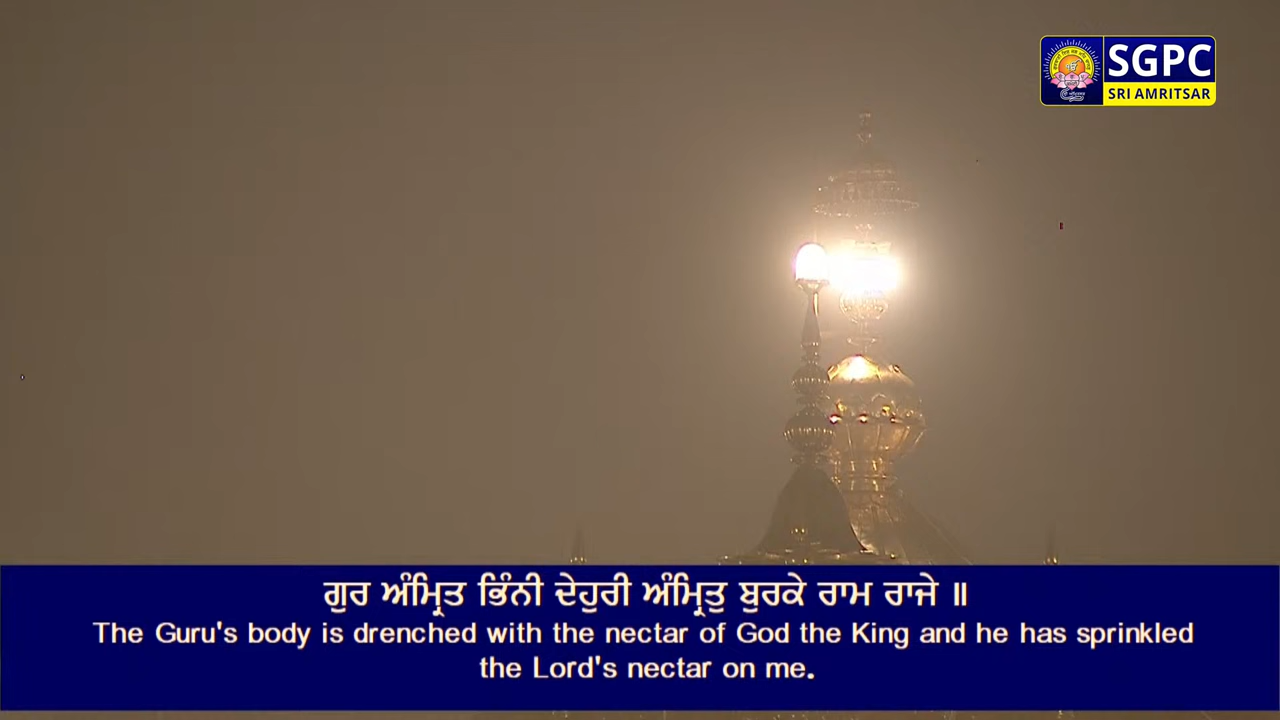 SGPC
SRI AMRITSAR
ਗੁਰ ਅੰਮ੍ਰਿਤ ਭਿੰਨੀ ਦੇਹੁਰੀ ਅੰਮ੍ਰਿਤੁ ਬੁਰਕੇ ਰਾਮ ਰਾਜੇ ॥
The Guru's body is drenched with the nectar of God the King and he has sprinkled
the Lord's nectar on me.